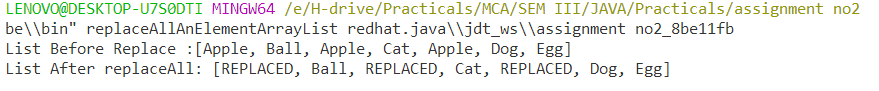 LENOVO@DESKTOP-U7S0DTI MINGW64 /e/H-drive/Practicals/MCA/SEM III/JAVA/Practicals/assignment no2
be\\bin" replaceAllAnElementArrayList redhat.java\\jdt_ws\\assignment no2_8be11fb
List Before Replace :[Apple, Ball, Apple, Cat, Apple, Dog, Egg]
List After replaceAll: [REPLACED, Ball, REPLACED, Cat, REPLACED, Dog, Egg]